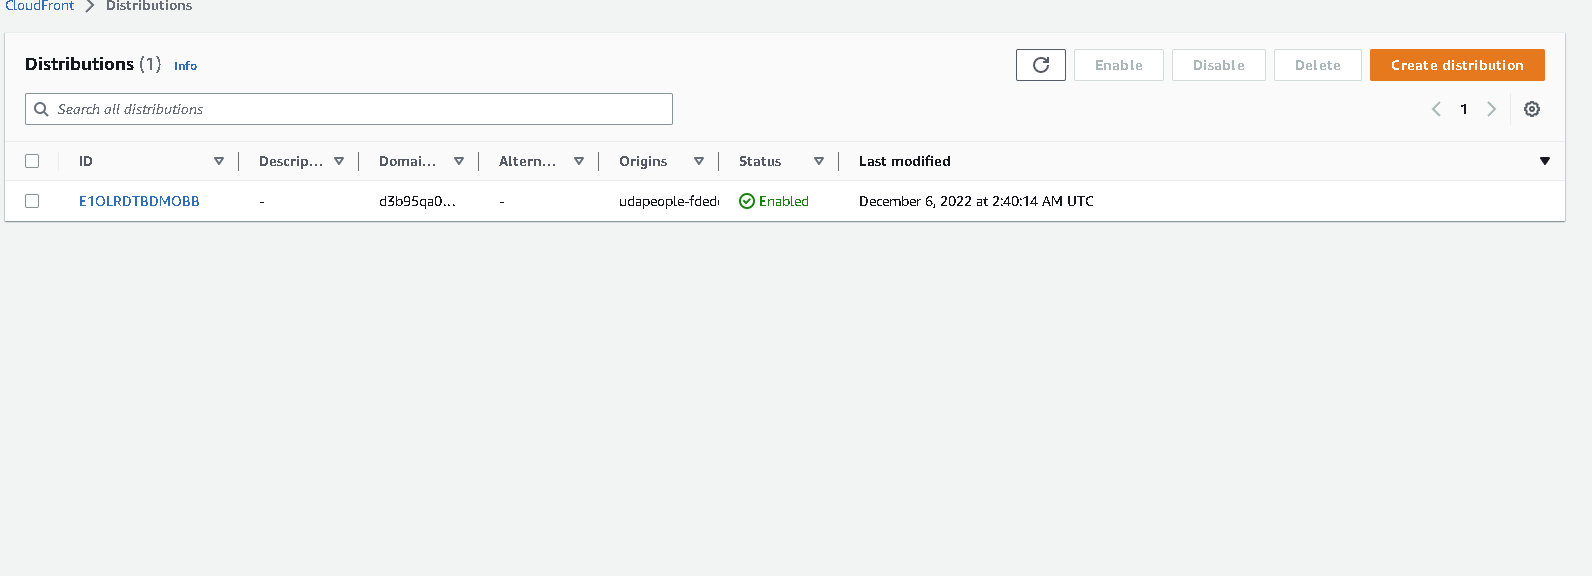 CloudFront > Distributions
Distributions (1) Info
Enable Disable Delete Create distribution
Search all distributions
1
ID Descrip... Domai... Altern... Origins Status Last modified
E1OLRDTBDMOBB - d3b95qa0... - udapeople-fded Enabled December 6, 2022 at 2:40:14 AM UTC